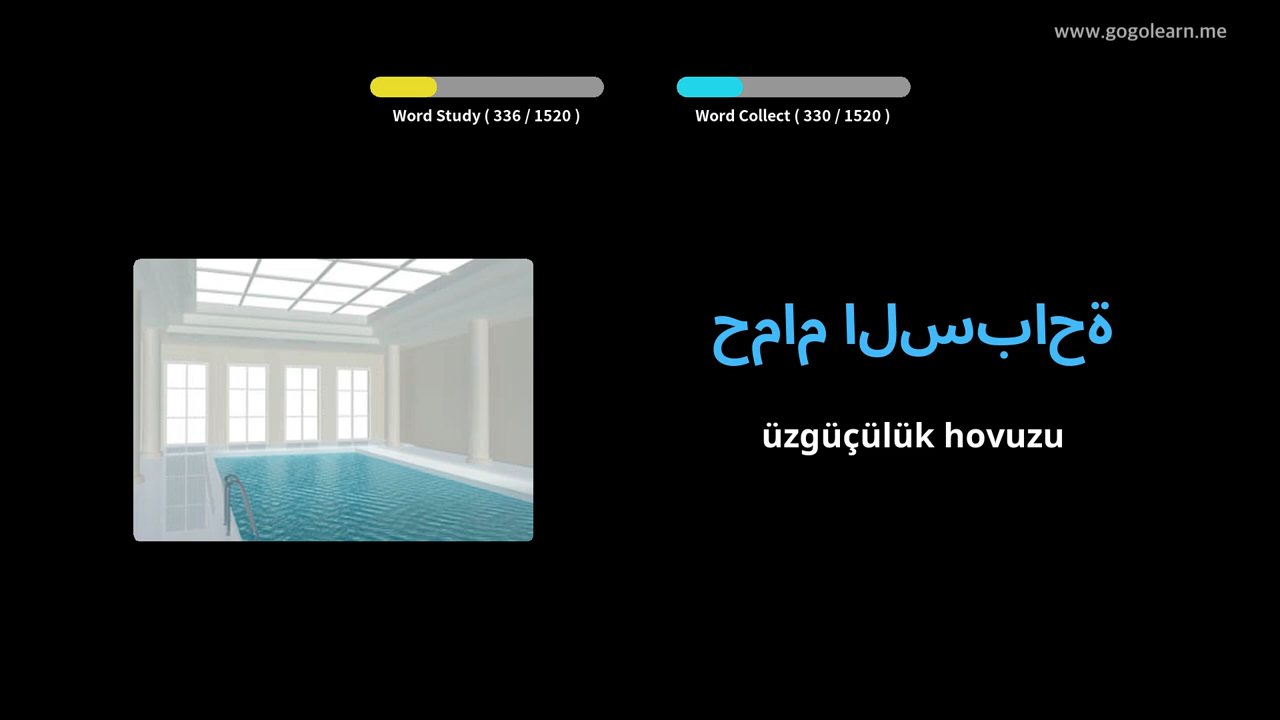 www.gogolearn.me
Word Study ( 336 / 1520 )
Word Collect ( 330 / 1520 )
حمام السباحة
üzgüçülük hovuzu